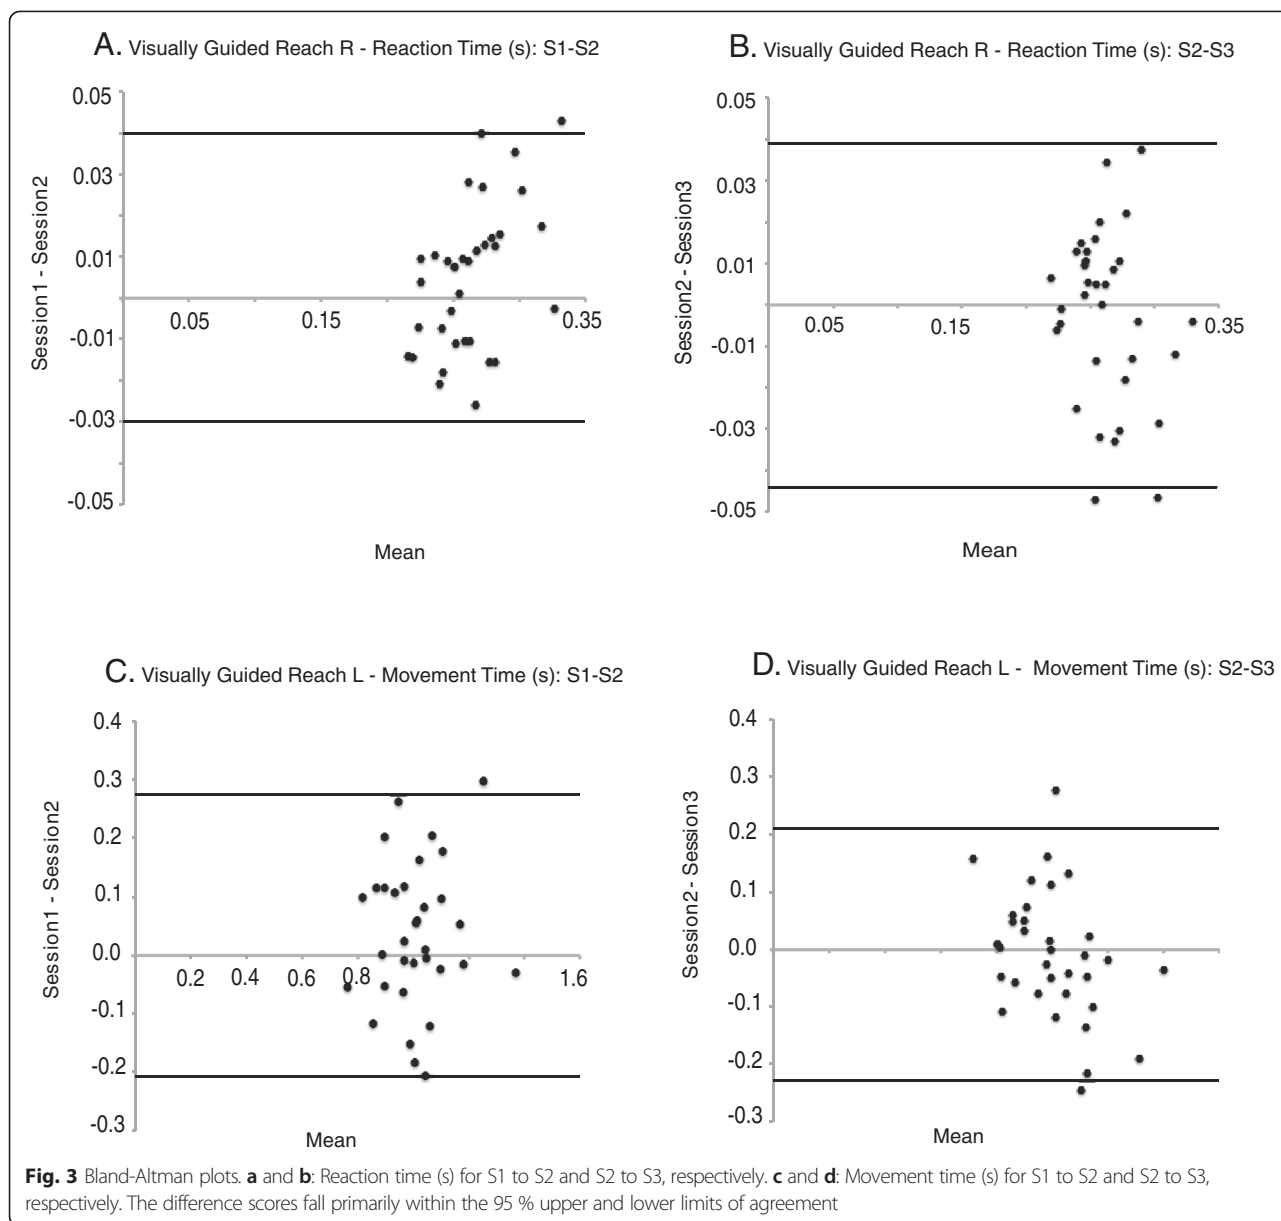 A. Visually Guided Reach R - Reaction Time (s): S1-S2
0.05
0.03
0.01
-0.01
-0.03
-0.05
0.05
0.15
0.35
Session1 - Session2
Mean
B. Visually Guided Reach R - Reaction Time (s): S2-S3
0.05
0.03
0.01
-0.01
-0.03
-0.05
0.05
0.15
0.35
Session2 - Session3
Mean
C. Visually Guided Reach L - Movement Time (s): S1-S2
0.4
0.3
0.2
0.1
0.0
-0.1
-0.2
-0.3
0.2
0.4
0.6
0.8
1.6
Session1 - Session2
Mean
D. Visually Guided Reach L - Movement Time (s): S2-S3
0.4
0.3
0.2
0.1
0.0
-0.1
-0.2
-0.3
Session2 - Session3
Mean
Fig. 3 Bland-Altman plots. a and b: Reaction time (s) for S1 to S2 and S2 to S3, respectively. c and d: Movement time (s) for S1 to S2 and S2 to S3,
respectively. The difference scores fall primarily within the 95 % upper and lower limits of agreement